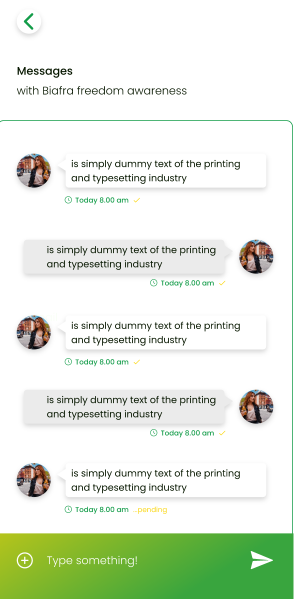 Messages
with Biafra freedom awareness
is simply dummy text of the printing
and typesetting industry
Today 8.00 am
is simply dummy text of the printing
and typesetting industry
Today 8.00 am
is simply dummy text of the printing
and typesetting industry
Today 8.00 am
is simply dummy text of the printing
and typesetting industry
Today 8.00 am
is simply dummy text of the printing
and typesetting industry
Today 8.00 am ...pending
Type something!